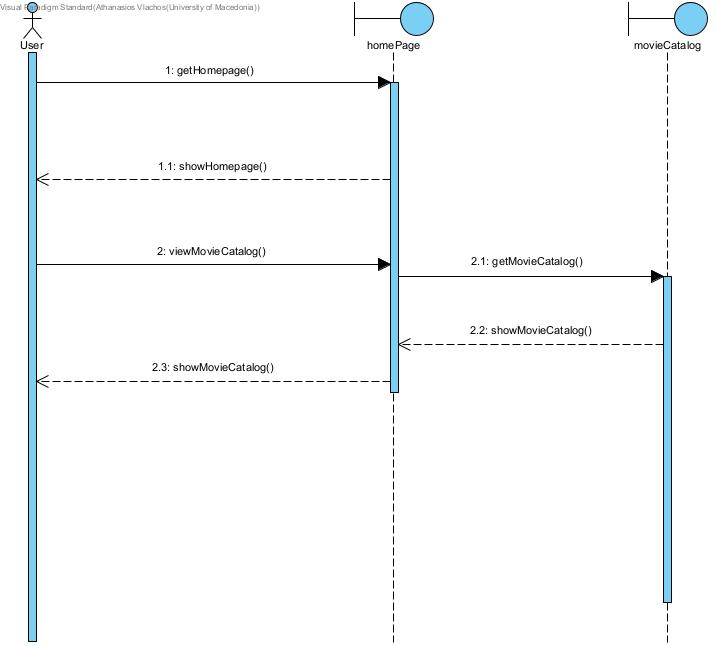 Visual Paradigm Standard(Athanasios Vlachos(University of Macedonia))
User
homePage
movieCatalog
1: getHomepage()
1.1: showHomepage()
2: viewMovieCatalog()
2.1: getMovieCatalog()
2.2: showMovieCatalog()
2.3: showMovieCatalog()